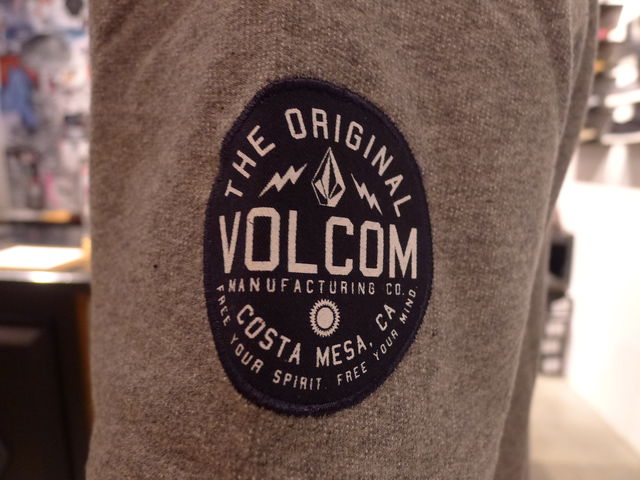 THE ORIGINAL
VOLCOM
MANUFACTURING CO.
COSTA MESA, CA
FREE YOUR SPIRIT. FREE YOUR MIND.